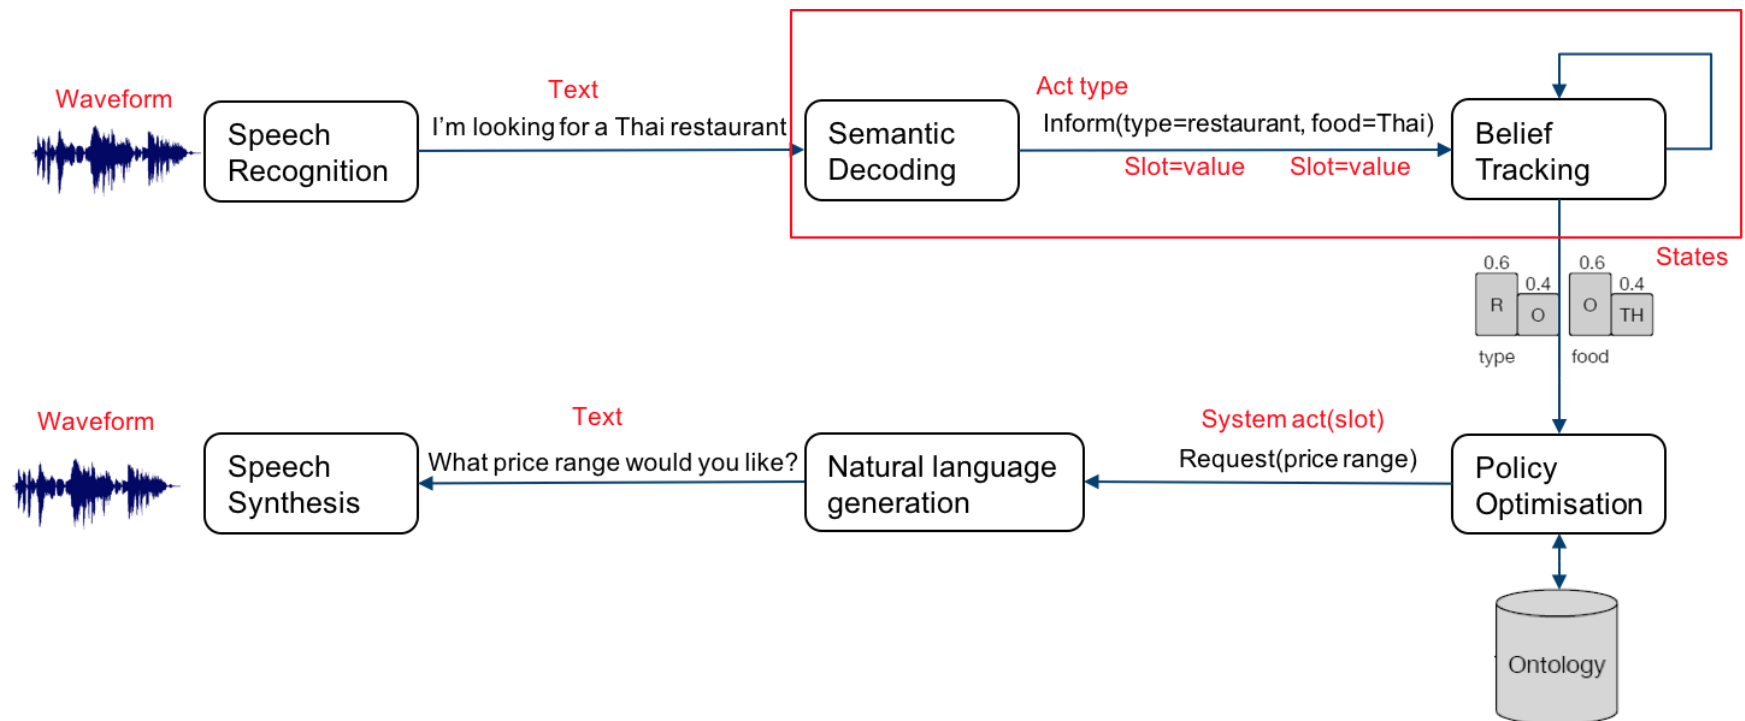 Waveform
Speech
Recognition
Text
I'm looking for a Thai restaurant
Semantic
Decoding
Act type
Inform(type=restaurant, food=Thai)
Slot=value Slot=value
Belief
Tracking
States
0.6 0.4 0.6 0.4
R O O TH
type food
Waveform
Speech
Synthesis
Text
What price range would you like?
Natural language
generation
System act(slot)
Request(price range)
Policy
Optimisation
Ontology